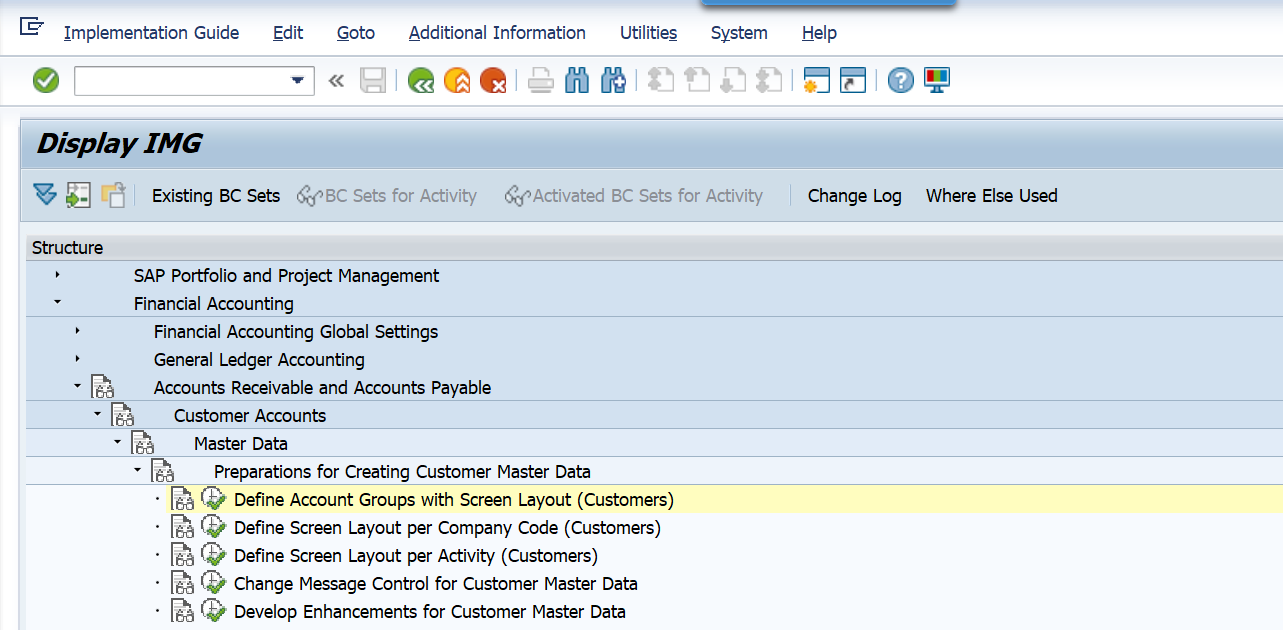 Implementation Guide Edit Goto Additional Information Utilities System Help
Display IMG
Existing BC Sets BC Sets for Activity Activated BC Sets for Activity Change Log Where Else Used
Structure
SAP Portfolio and Project Management
Financial Accounting
Financial Accounting Global Settings
General Ledger Accounting
Accounts Receivable and Accounts Payable
Customer Accounts
Master Data
Preparations for Creating Customer Master Data
Define Account Groups with Screen Layout (Customers)
Define Screen Layout per Company Code (Customers)
Define Screen Layout per Activity (Customers)
Change Message Control for Customer Master Data
Develop Enhancements for Customer Master Data